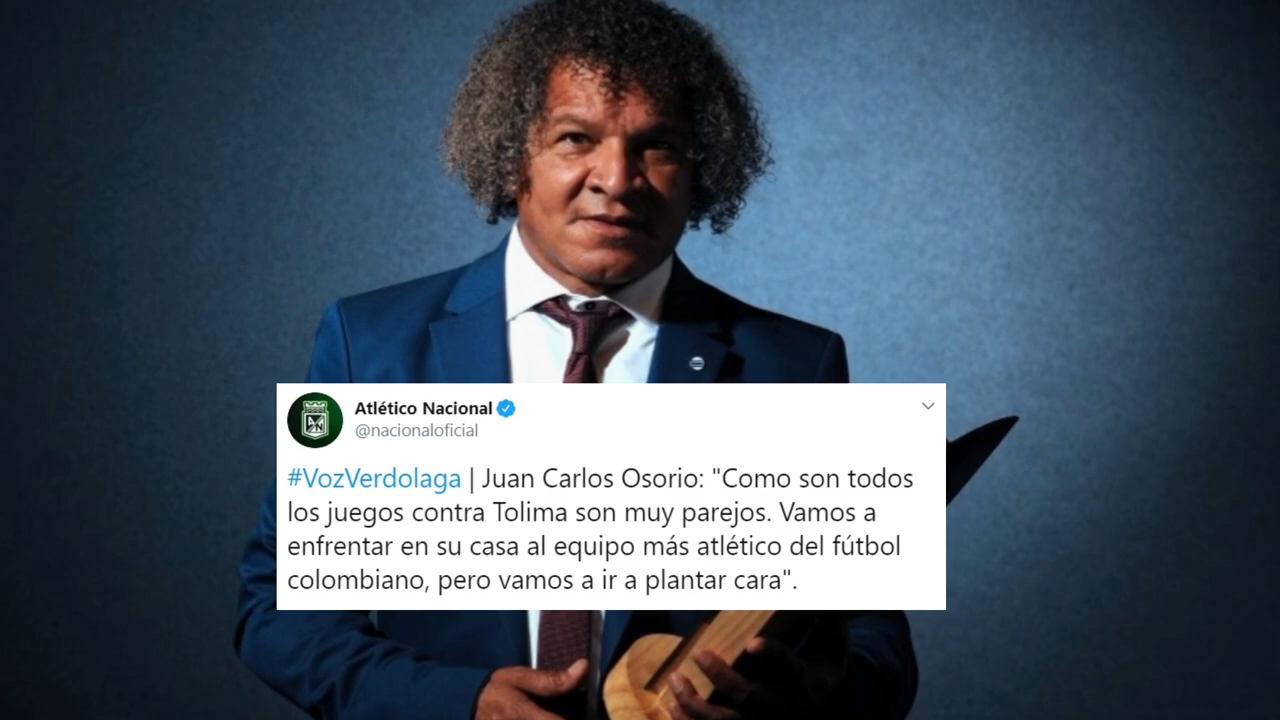 Atlético Nacional
@nacionaloficial
#VozVerdolaga | Juan Carlos Osorio: "Como son todos
los juegos contra Tolima son muy parejos. Vamos a
enfrentar en su casa al equipo más atlético del fútbol
colombiano, pero vamos a ir a plantar cara".